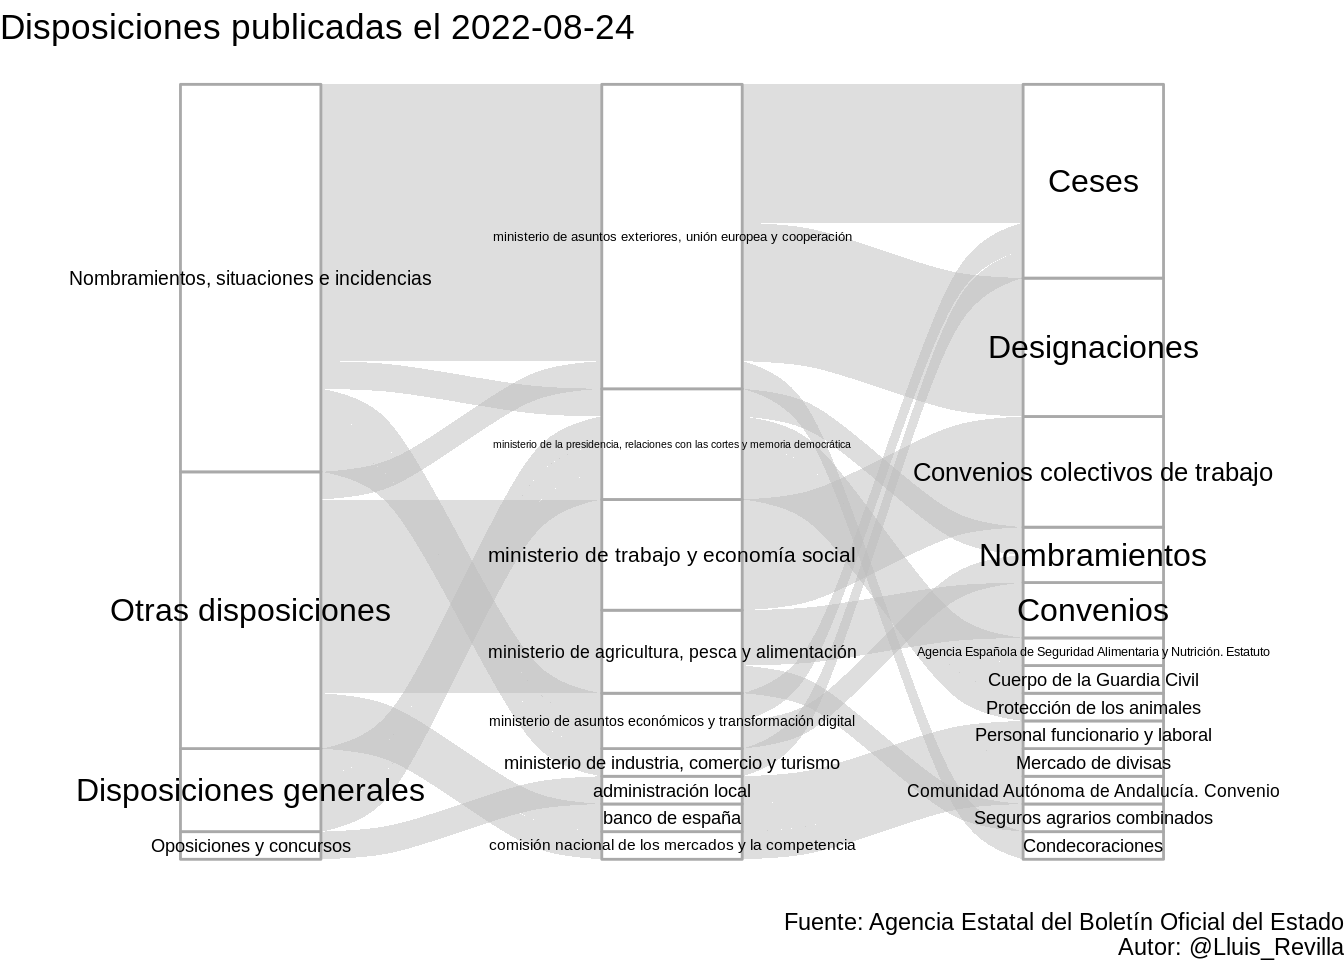 Disposiciones publicadas el 2022-08-24
Nombramientos, situaciones e incidencias
Otras disposiciones
Disposiciones generales
Oposiciones y concursos
ministerio de asuntos exteriores, unión europea y cooperación
ministerio de la presidencia, relaciones con las cortes y memoria democrática
ministerio de trabajo y economía social
ministerio de agricultura, pesca y alimentación
ministerio de asuntos económicos y transformación digital
ministerio de industria, comercio y turismo
administración local
banco de españa
comisión nacional de los mercados y la competencia
Ceses
Designaciones
Convenios colectivos de trabajo
Nombramientos
Convenios
Agencia Española de Seguridad Alimentaria y Nutrición. Estatuto
Cuerpo de la Guardia Civil
Protección de los animales
Personal funcionario y laboral
Mercado de divisas
Comunidad Autónoma de Andalucía. Convenio
Seguros agrarios combinados
Condecoraciones
Fuente: Agencia Estatal del Boletín Oficial del Estado
Autor: @Lluis_Revilla